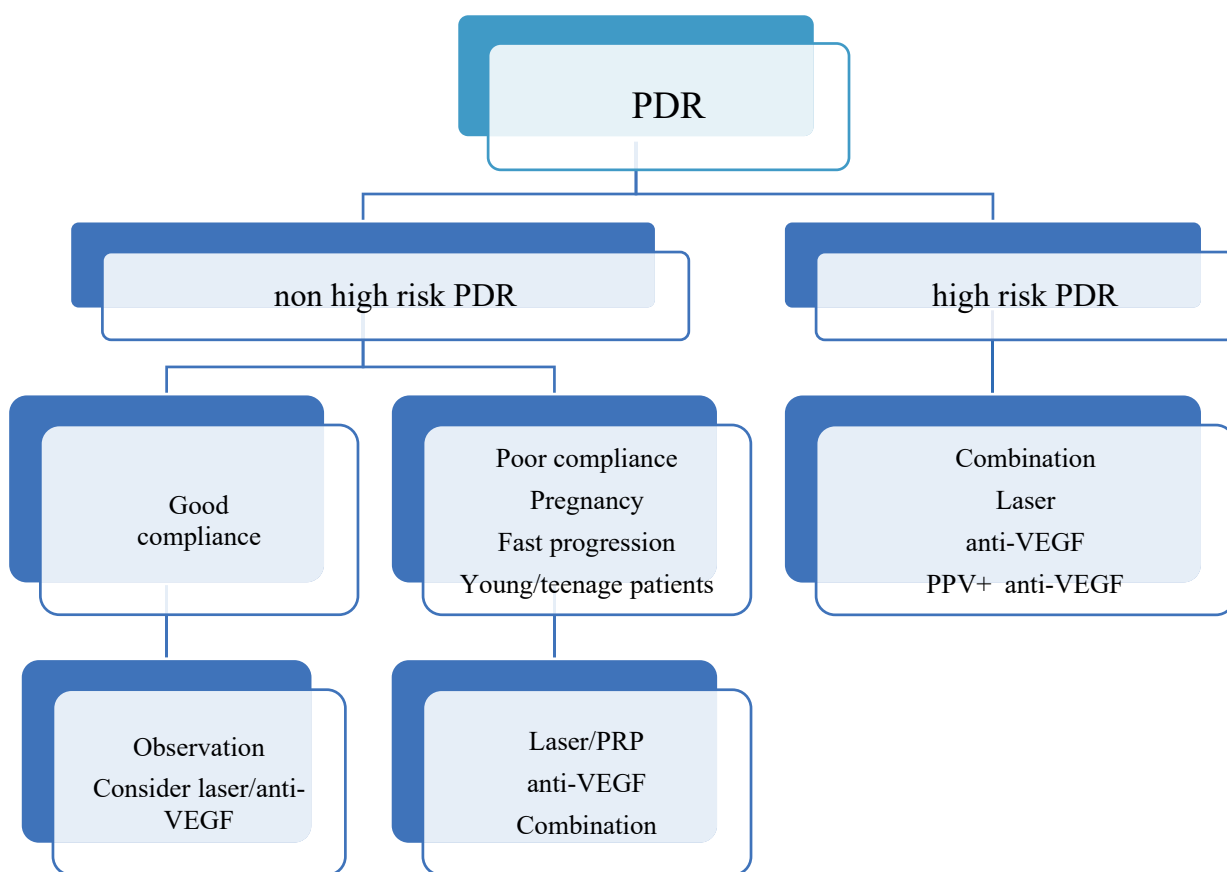 PDR
non high risk PDR
high risk PDR
Good
compliance
Poor compliance
Pregnancy
Fast progression
Young/teenage patients
Combination
Laser
anti-VEGF
PPV+ anti-VEGF
Observation
Consider laser/anti-
VEGF
Laser/PRP
anti-VEGF
Combination